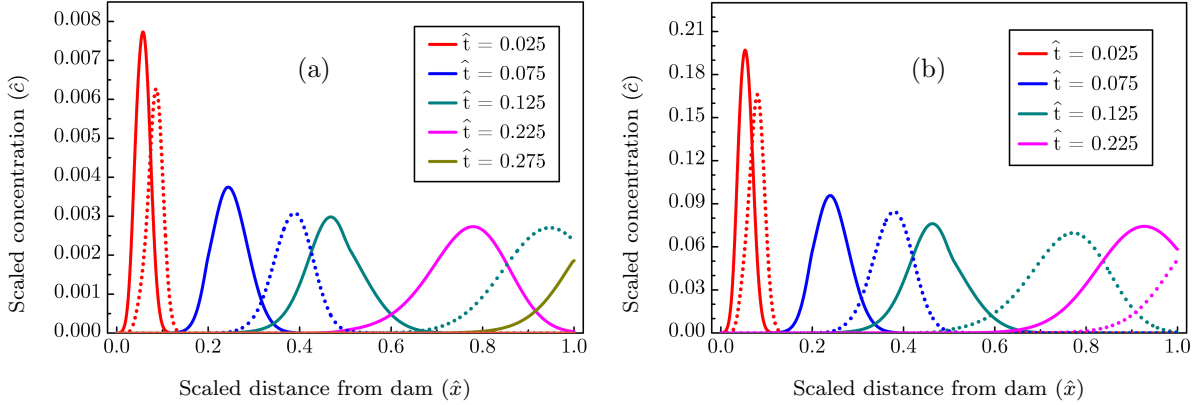 0.008
0.007
0.006
0.005
0.004
0.003
0.002
0.001
0.000
Scaled concentration (ĉ)
(a)
t̂ = 0.025
t̂ = 0.075
t̂ = 0.125
t̂ = 0.225
t̂ = 0.275
0.0 0.2 0.4 0.6 0.8 1.0
Scaled distance from dam (x̂)
0.21
0.18
0.15
0.12
0.09
0.06
0.03
0.00
Scaled concentration (ĉ)
(b)
t̂ = 0.025
t̂ = 0.075
t̂ = 0.125
t̂ = 0.225
0.0 0.2 0.4 0.6 0.8 1.0
Scaled distance from dam (x̂)